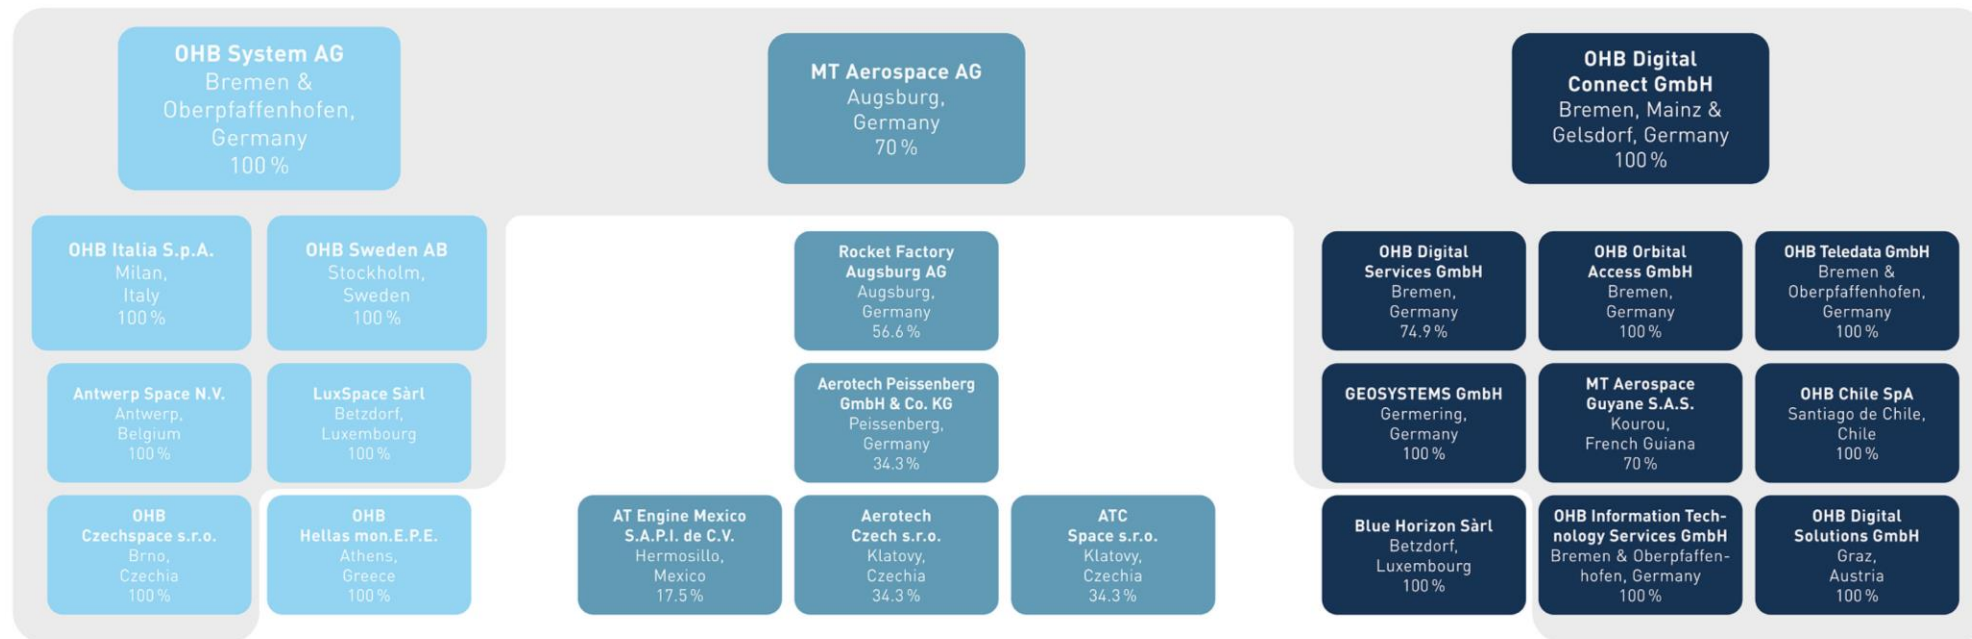 OHB System AG
Bremen &
Oberpfaffenhofen,
Germany
100 %
MT Aerospace AG
Augsburg,
Germany
70 %
OHB Digital
Connect GmbH
Bremen, Mainz &
Gelsdorf, Germany
100 %
OHB Italia S.p.A.
Milan,
Italy
100 %
OHB Sweden AB
Stockholm,
Sweden
100 %
Antwerp Space N.V.
Antwerp,
Belgium
100 %
LuxSpace Sàrl
Betzdorf,
Luxembourg
100 %
OHB
Czechspace s.r.o.
Brno,
Czechia
100 %
OHB
Hellas mon.E.P.E.
Athens,
Greece
100 %
Rocket Factory
Augsburg AG
Augsburg,
Germany
56.6 %
Aerotech Peissenberg
GmbH & Co. KG
Peissenberg,
Germany
34.3 %
AT Engine Mexico
S.A.P.I. de C.V.
Hermosillo,
Mexico
17.5 %
Aerotech
Czech s.r.o.
Klatovy,
Czechia
34.3 %
ATC
Space s.r.o.
Klatovy,
Czechia
34.3 %
OHB Digital
Services GmbH
Bremen,
Germany
74.9 %
OHB Orbital
Access GmbH
Bremen,
Germany
100 %
OHB Teledata GmbH
Bremen &
Oberpfaffenhofen,
Germany
100 %
GEOSYSTEMS GmbH
Germering,
Germany
100 %
MT Aerospace
Guyane S.A.S.
Kourou,
French Guiana
70 %
OHB Chile SpA
Santiago de Chile,
Chile
100 %
Blue Horizon Sàrl
Betzdorf,
Luxembourg
100 %
OHB Information Tech-
nology Services GmbH
Bremen & Oberpfaffen-
hofen, Germany
100 %
OHB Digital
Solutions GmbH
Graz,
Austria
100 %